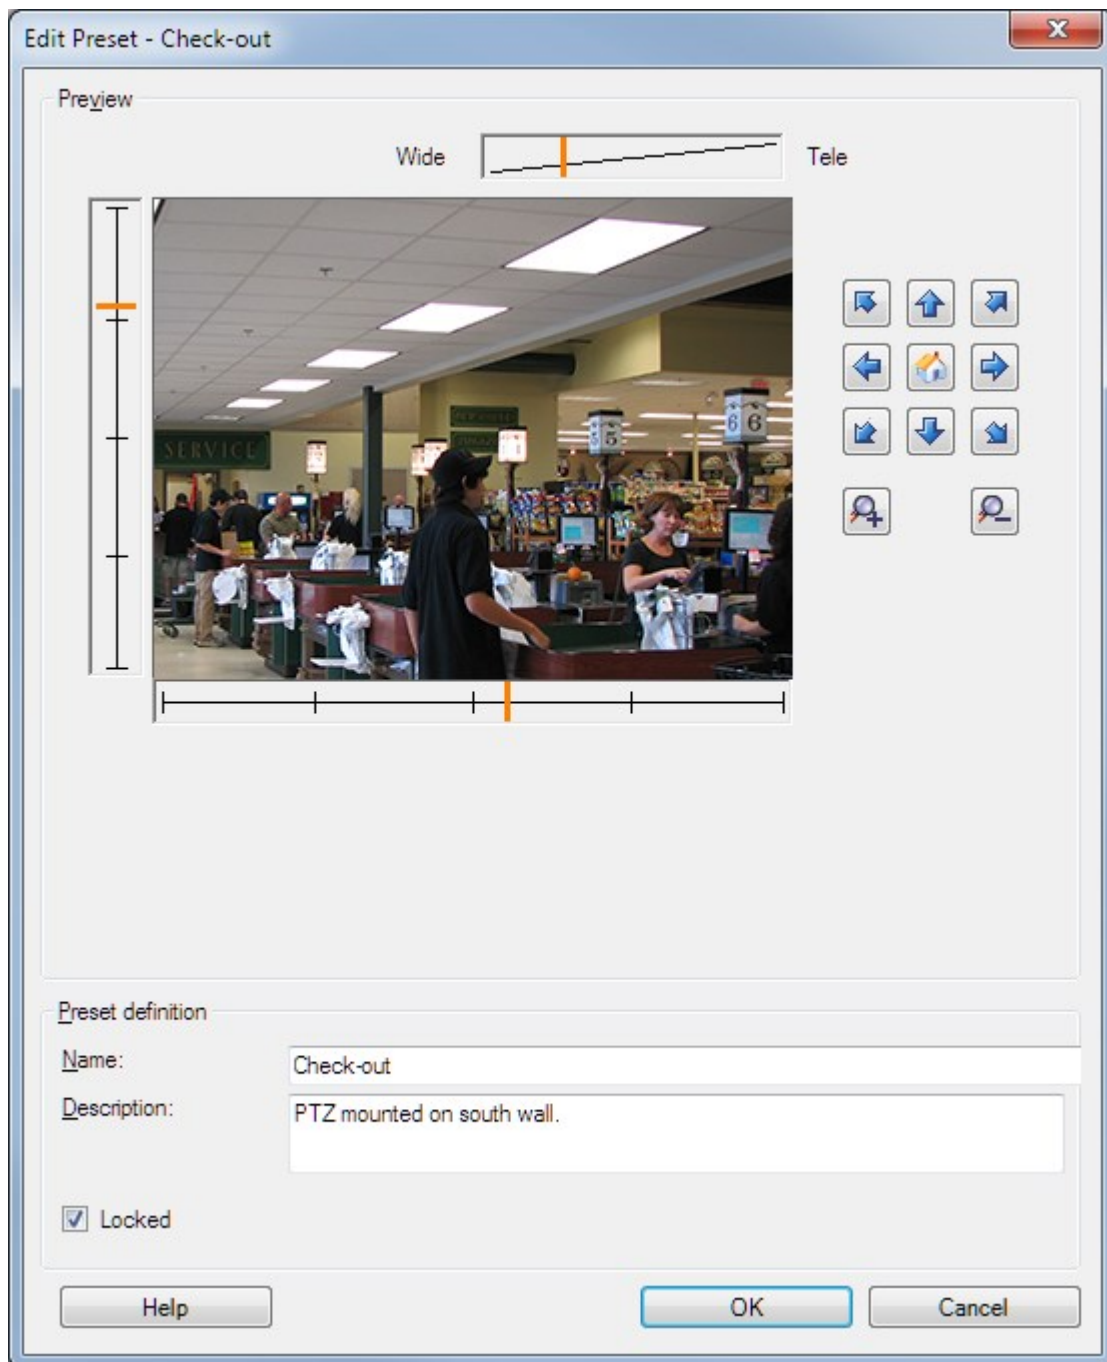 Edit Preset - Check-out
Preview
Wide
Tele
SERVICE
5 5
6 6
Preset definition
Name:
Check-out
Description:
PTZ mounted on south wall.
Locked
Help
OK
Cancel